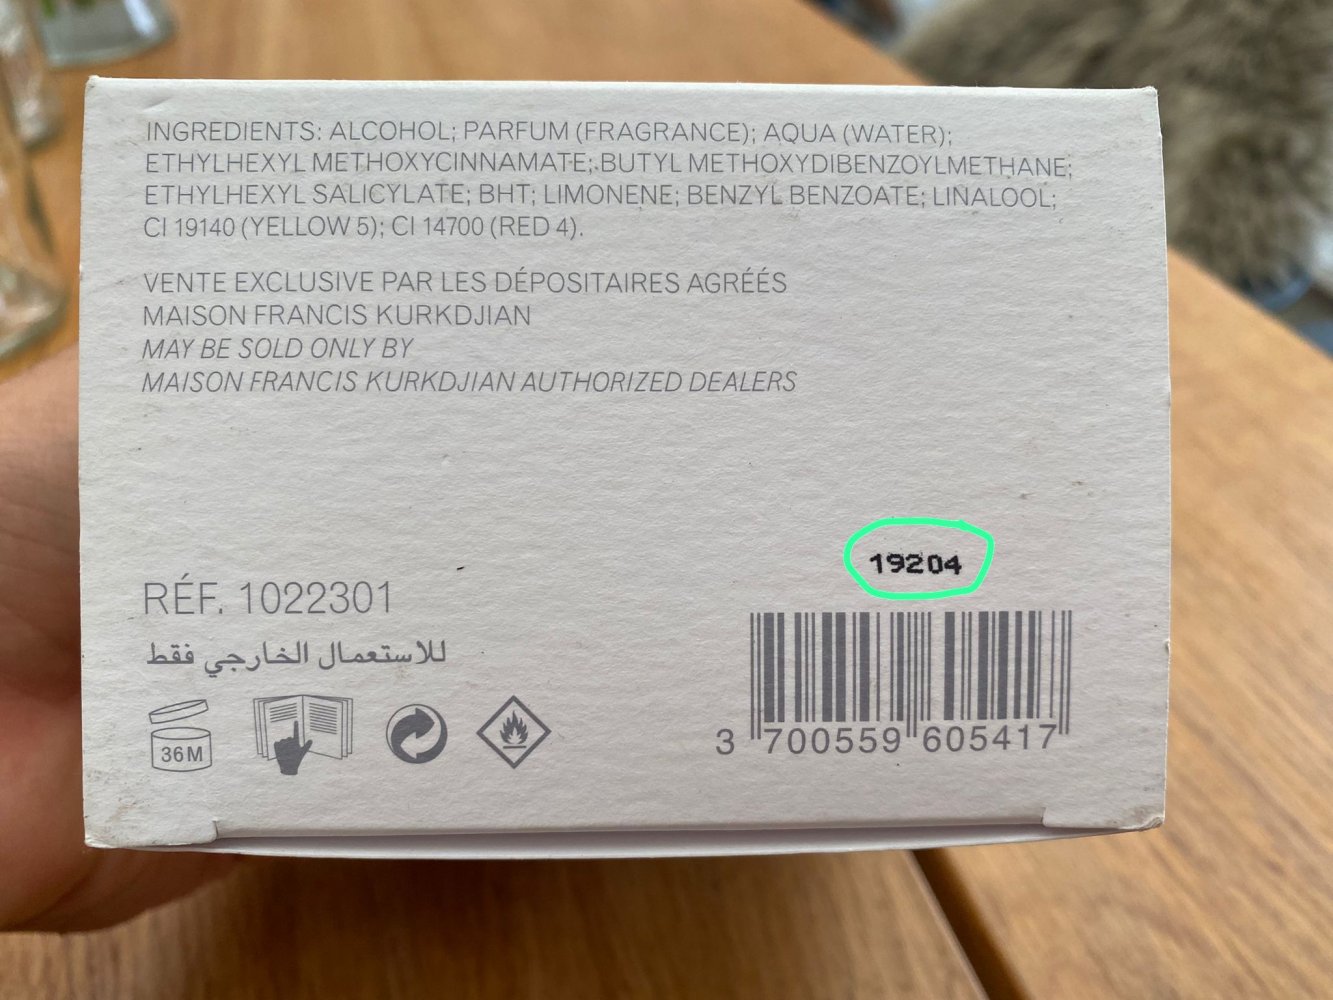 INGREDIENTS: ALCOHOL; PARFUM (FRAGRANCE); AQUA (WATER);
ETHYLHEXYL METHOXYCINNAMATE; BUTYL METHOXYDIBENZOYLMETHANE;
ETHYLHEXYL SALICYLATE; BHT; LIMONENE; BENZYL BENZOATE; LINALOOL;
CI 19140 (YELLOW 5); CI 14700 (RED 4).
VENTE EXCLUSIVE PAR LES DÉPOSITAIRES AGRÉÉS
MAISON FRANCIS KURKDJIAN
MAY BE SOLD ONLY BY
MAISON FRANCIS KURKDJIAN AUTHORIZED DEALERS
19204
RÉF. 1022301
للاستعمال الخارجي فقط
36M
3 700559 605417